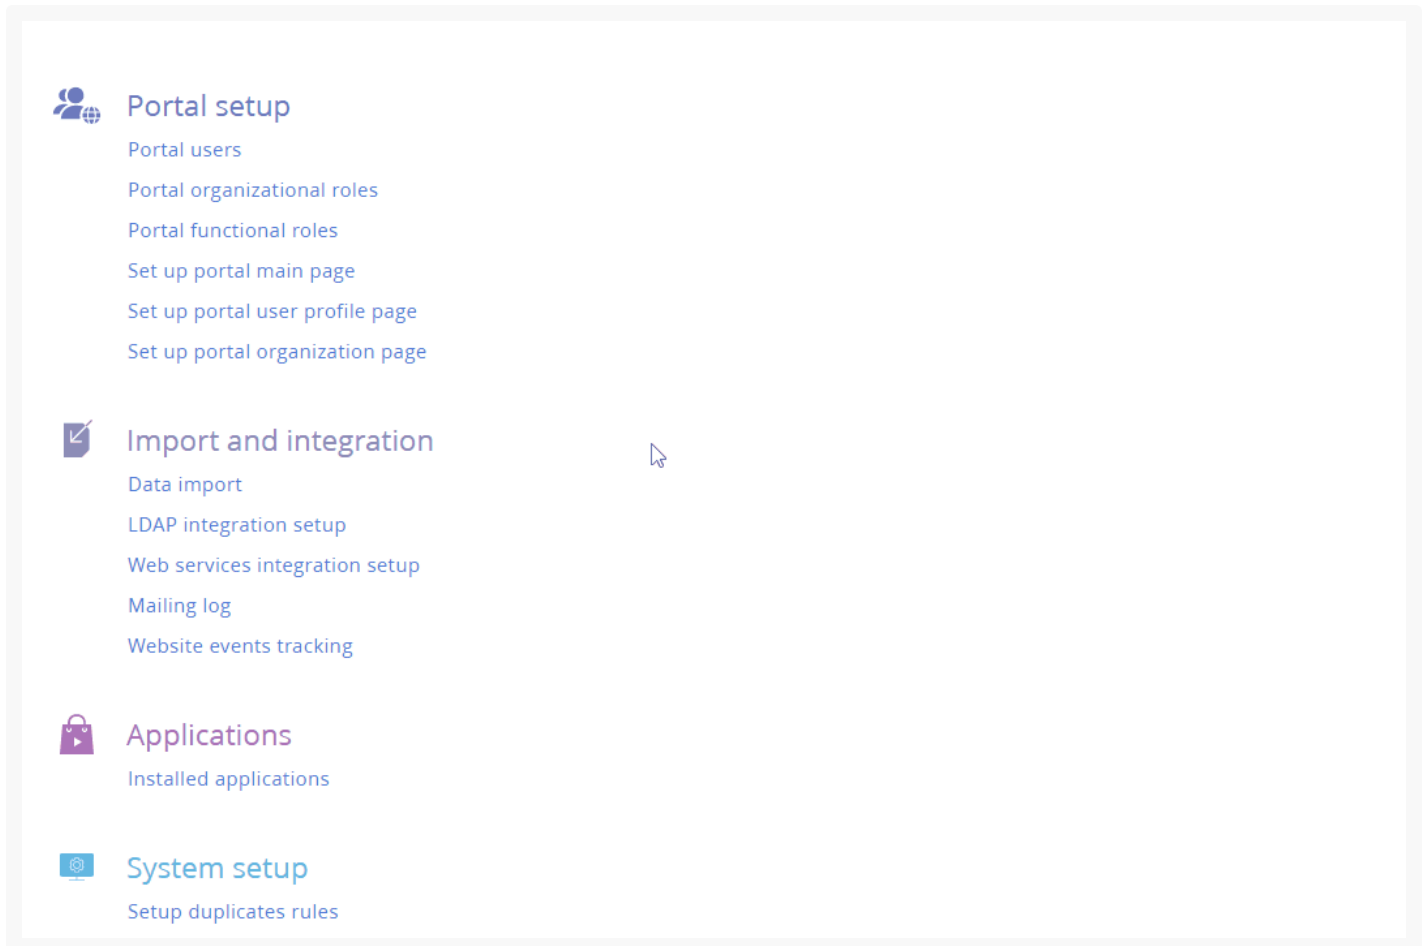 Portal setup
Portal users
Portal organizational roles
Portal functional roles
Set up portal main page
Set up portal user profile page
Set up portal organization page
Import and integration
Data import
LDAP integration setup
Web services integration setup
Mailing log
Website events tracking
Applications
Installed applications
System setup
Setup duplicates rules